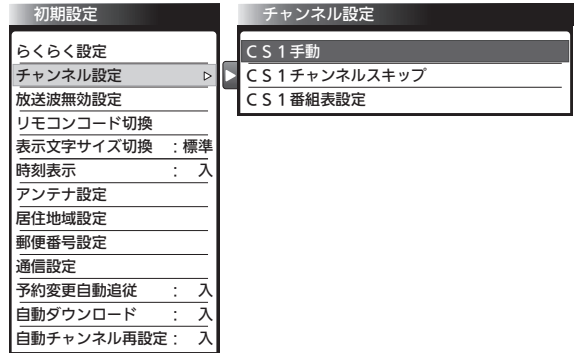 初期設定
らくらく設定
チャンネル設定
放送波無効設定
リモコンコード切換
表示文字サイズ切換 ：標準
時刻表示 ： 入
アンテナ設定
居住地域設定
郵便番号設定
通信設定
予約変更自動追従 ： 入
自動ダウンロード ： 入
自動チャンネル再設定： 入
チャンネル設定
ＣＳ１手動
ＣＳ１チャンネルスキップ
ＣＳ１番組表設定